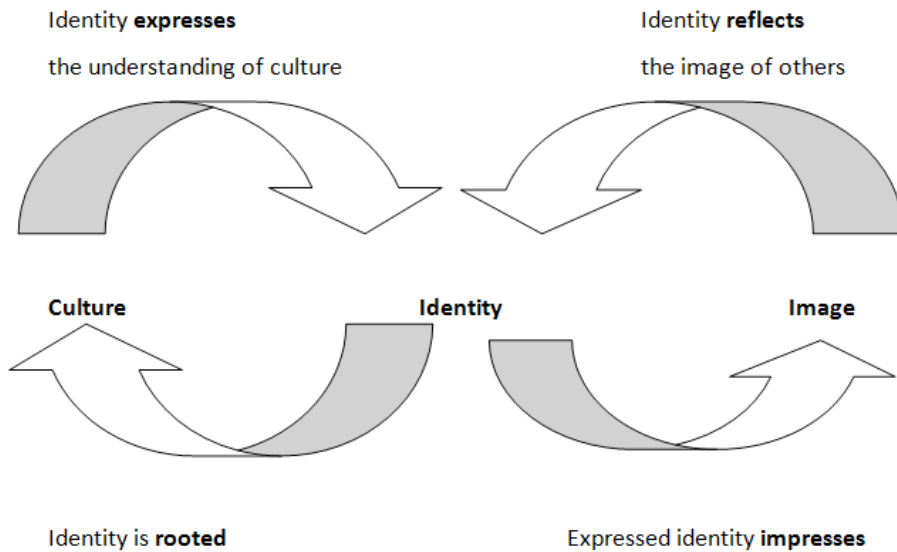 Identity expresses
the understanding of culture
Identity reflects
the image of others
Culture
Identity
Image
Identity is rooted
Expressed identity impresses